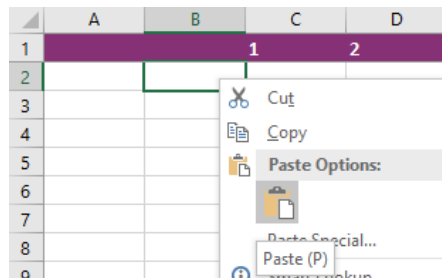 A B C D
1 1 2
2
3 Cut
4 Copy
5 Paste Options:
6
7
8 Paste Special...
Paste (P)
9